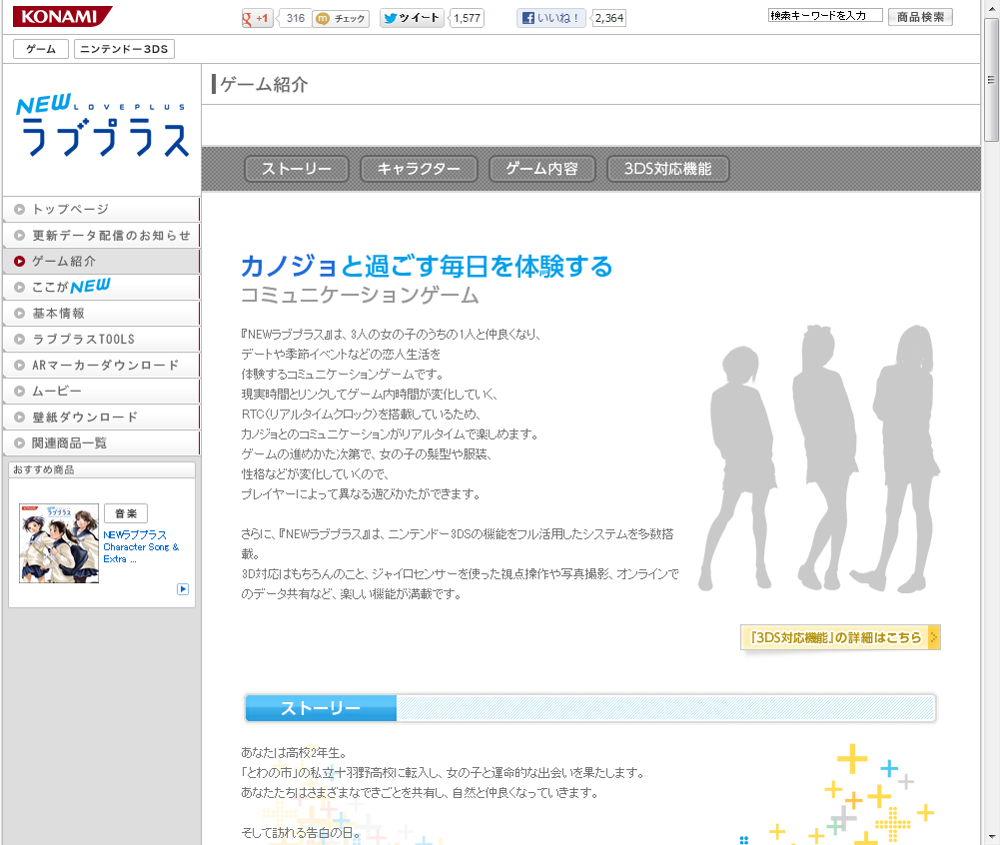 KONAMI
g +1
316
m チェック
ツイート
1,577
いいね！
2,364
検索キーワードを入力
商品検索
ゲーム
ニンテンドー3DS
NEW LOVEPLUS
ラブプラス
ゲーム紹介
ストーリー
キャラクター
ゲーム内容
3DS対応機能
トップページ
更新データ配信のお知らせ
ゲーム紹介
ここがNEW
基本情報
ラブプラスTOOLS
ARマーカーダウンロード
ムービー
壁紙ダウンロード
関連商品一覧
おすすめ商品
音楽
NEWラブプラス
Character Song &
Extra ...
カノジョと過ごす毎日を体験する
コミュニケーションゲーム
『NEWラブプラス』は、3人の女の子のうちの1人と仲良くなり、
デートや季節イベントなどの恋人生活を
体験するコミュニケーションゲームです。
現実時間とリンクしてゲーム内時間が変化していく、
RTC（リアルタイムクロック）を搭載しているため、
カノジョとのコミュニケーションがリアルタイムで楽しめます。
ゲームの進めかた次第で、女の子の髪型や服装、
性格などが変化していくので、
プレイヤーによって異なる遊びかたができます。
さらに、『NEWラブプラス』は、ニンテンドー3DSの機能をフル活用したシステムを多数搭
載。
3D対応はもちろんのこと、ジャイロセンサーを使った視点操作や写真撮影、オンラインで
のデータ共有など、楽しい機能が満載です。
『3DS対応機能』の詳細はこちら
ストーリー
あなたは高校2年生。
「とわの市」の私立十羽野高校に転入し、女の子と運命的な出会いを果たします。
あなたたちはさまざまなできごとを共有し、自然と仲良くなっていきます。
そして訪れる告白の日。